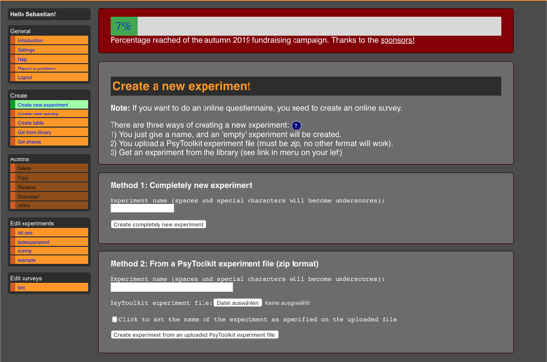 Hello Sebastian!
General
Introduction
Settings
Help
Report a problem
Logout
Create
Create new experiment
Create new survey
Create table
Get from library
Get shares
Actions
Delete
Copy
Rename
Download
Share
Edit experiments
testexperiment
cueing
example
Edit surveys
test
7%
Percentage reached of the autumn 2019 fundraising campaign. Thanks to the sponsors!
Create a new experiment
Note: If you want to do an online questionnaire, you need to create an online survey.
There are three ways of creating a new experiment: ?
1) You just give a name, and an 'empty' experiment will be created.
2) You upload a PsyToolkit experiment file (must be zip, no other format will work).
3) Get an experiment from the library (see link in menu on your left)
Method 1: Completely new experiment
Experiment name (spaces and special characters will become underscores):
Create completely new experiment
Method 2: From a PsyToolkit experiment file (zip format)
Experiment name (spaces and special characters will become underscores):
PsyToolkit experiment file: Datei auswählen Keine ausgewählt
Click to set the name of the experiment as specified on the uploaded file
Create experiment from an uploaded PsyToolkit experiment file.